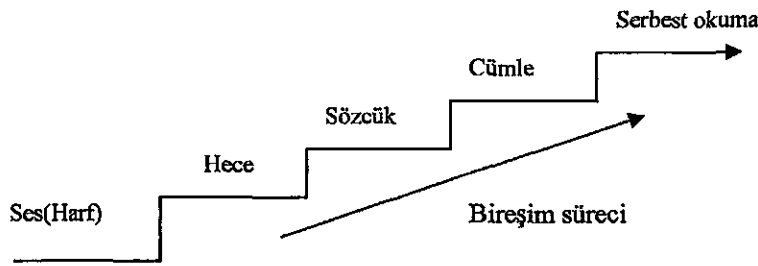 Serbest okuma
Cümle
Sözcük
Hece
Ses(Harf)
Bireşim süreci